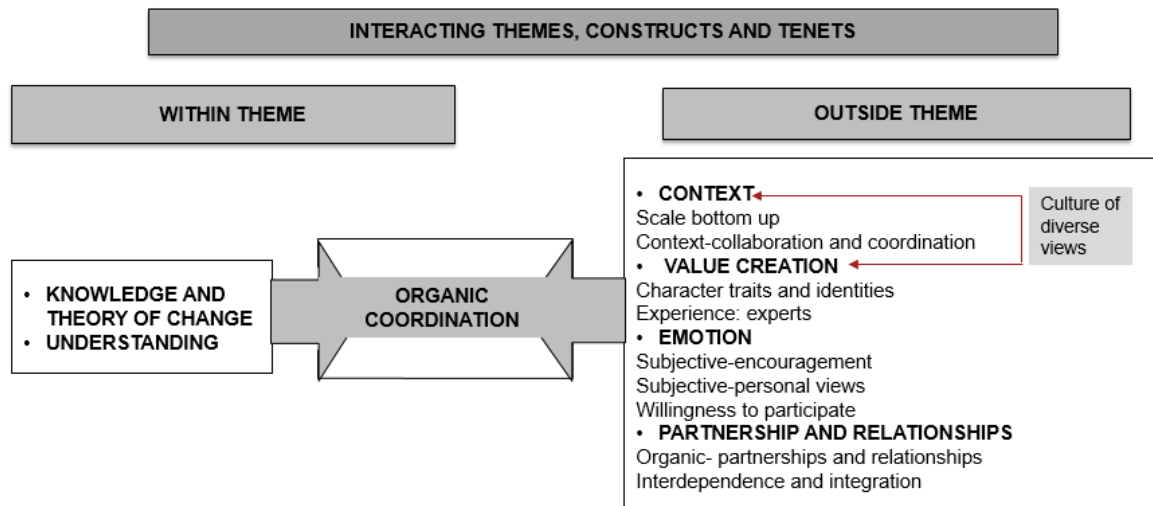 INTERACTING THEMES, CONSTRUCTS AND TENETS
WITHIN THEME
OUTSIDE THEME
• KNOWLEDGE AND
THEORY OF CHANGE
• UNDERSTANDING
ORGANIC
COORDINATION
• CONTEXT
Scale bottom up
Context-collaboration and coordination
• VALUE CREATION
Character traits and identities
Experience: experts
• EMOTION
Subjective-encouragement
Subjective-personal views
Willingness to participate
• PARTNERSHIP AND RELATIONSHIPS
Organic- partnerships and relationships
Interdependence and integration
Culture of
diverse
views